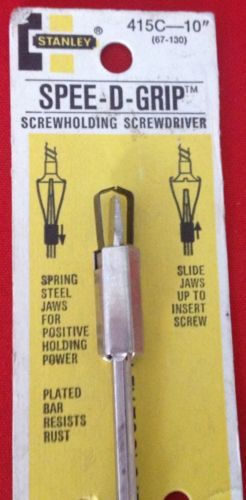 STANLEY®
415C—10"
(67-130)
SPEE-D-GRIP™
SCREWHOLDING SCREWDRIVER
SPRING
STEEL
JAWS
FOR
POSITIVE
HOLDING
POWER
SLIDE
JAWS
UP TO
INSERT
SCREW
PLATED
BAR
RESISTS
RUST